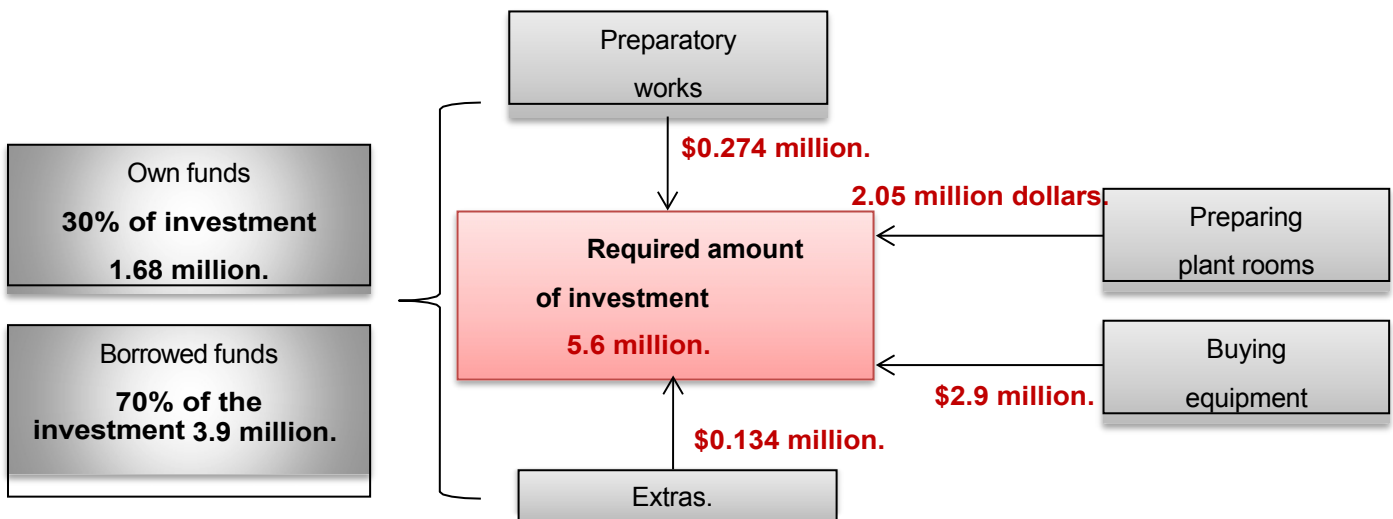 Preparatory
works
$0.274 million.
Own funds
30% of investment
1.68 million.
Borrowed funds
70% of the
investment 3.9 million.
Required amount
of investment
5.6 million.
2.05 million dollars.
Preparing
plant rooms
Buying
equipment
$2.9 million.
$0.134 million.
Extras.